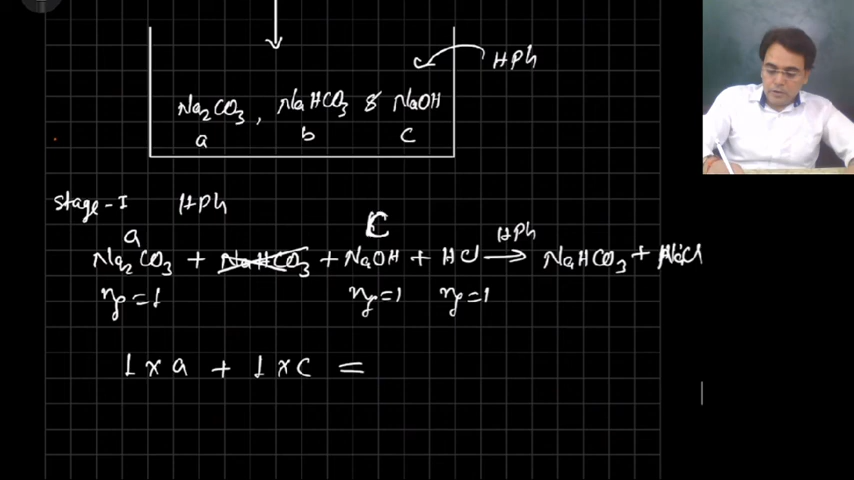 HPh
Na₂CO₃, NaHCO₃ & NaOH
a b c
Stage-I HPh
a C HPh
Na₂CO₃ + NaHCO₃ + NaOH + HCl → NaHCO₃ +
nf = 1 nf = 1 nf = 1
1 × a + 1 × c =